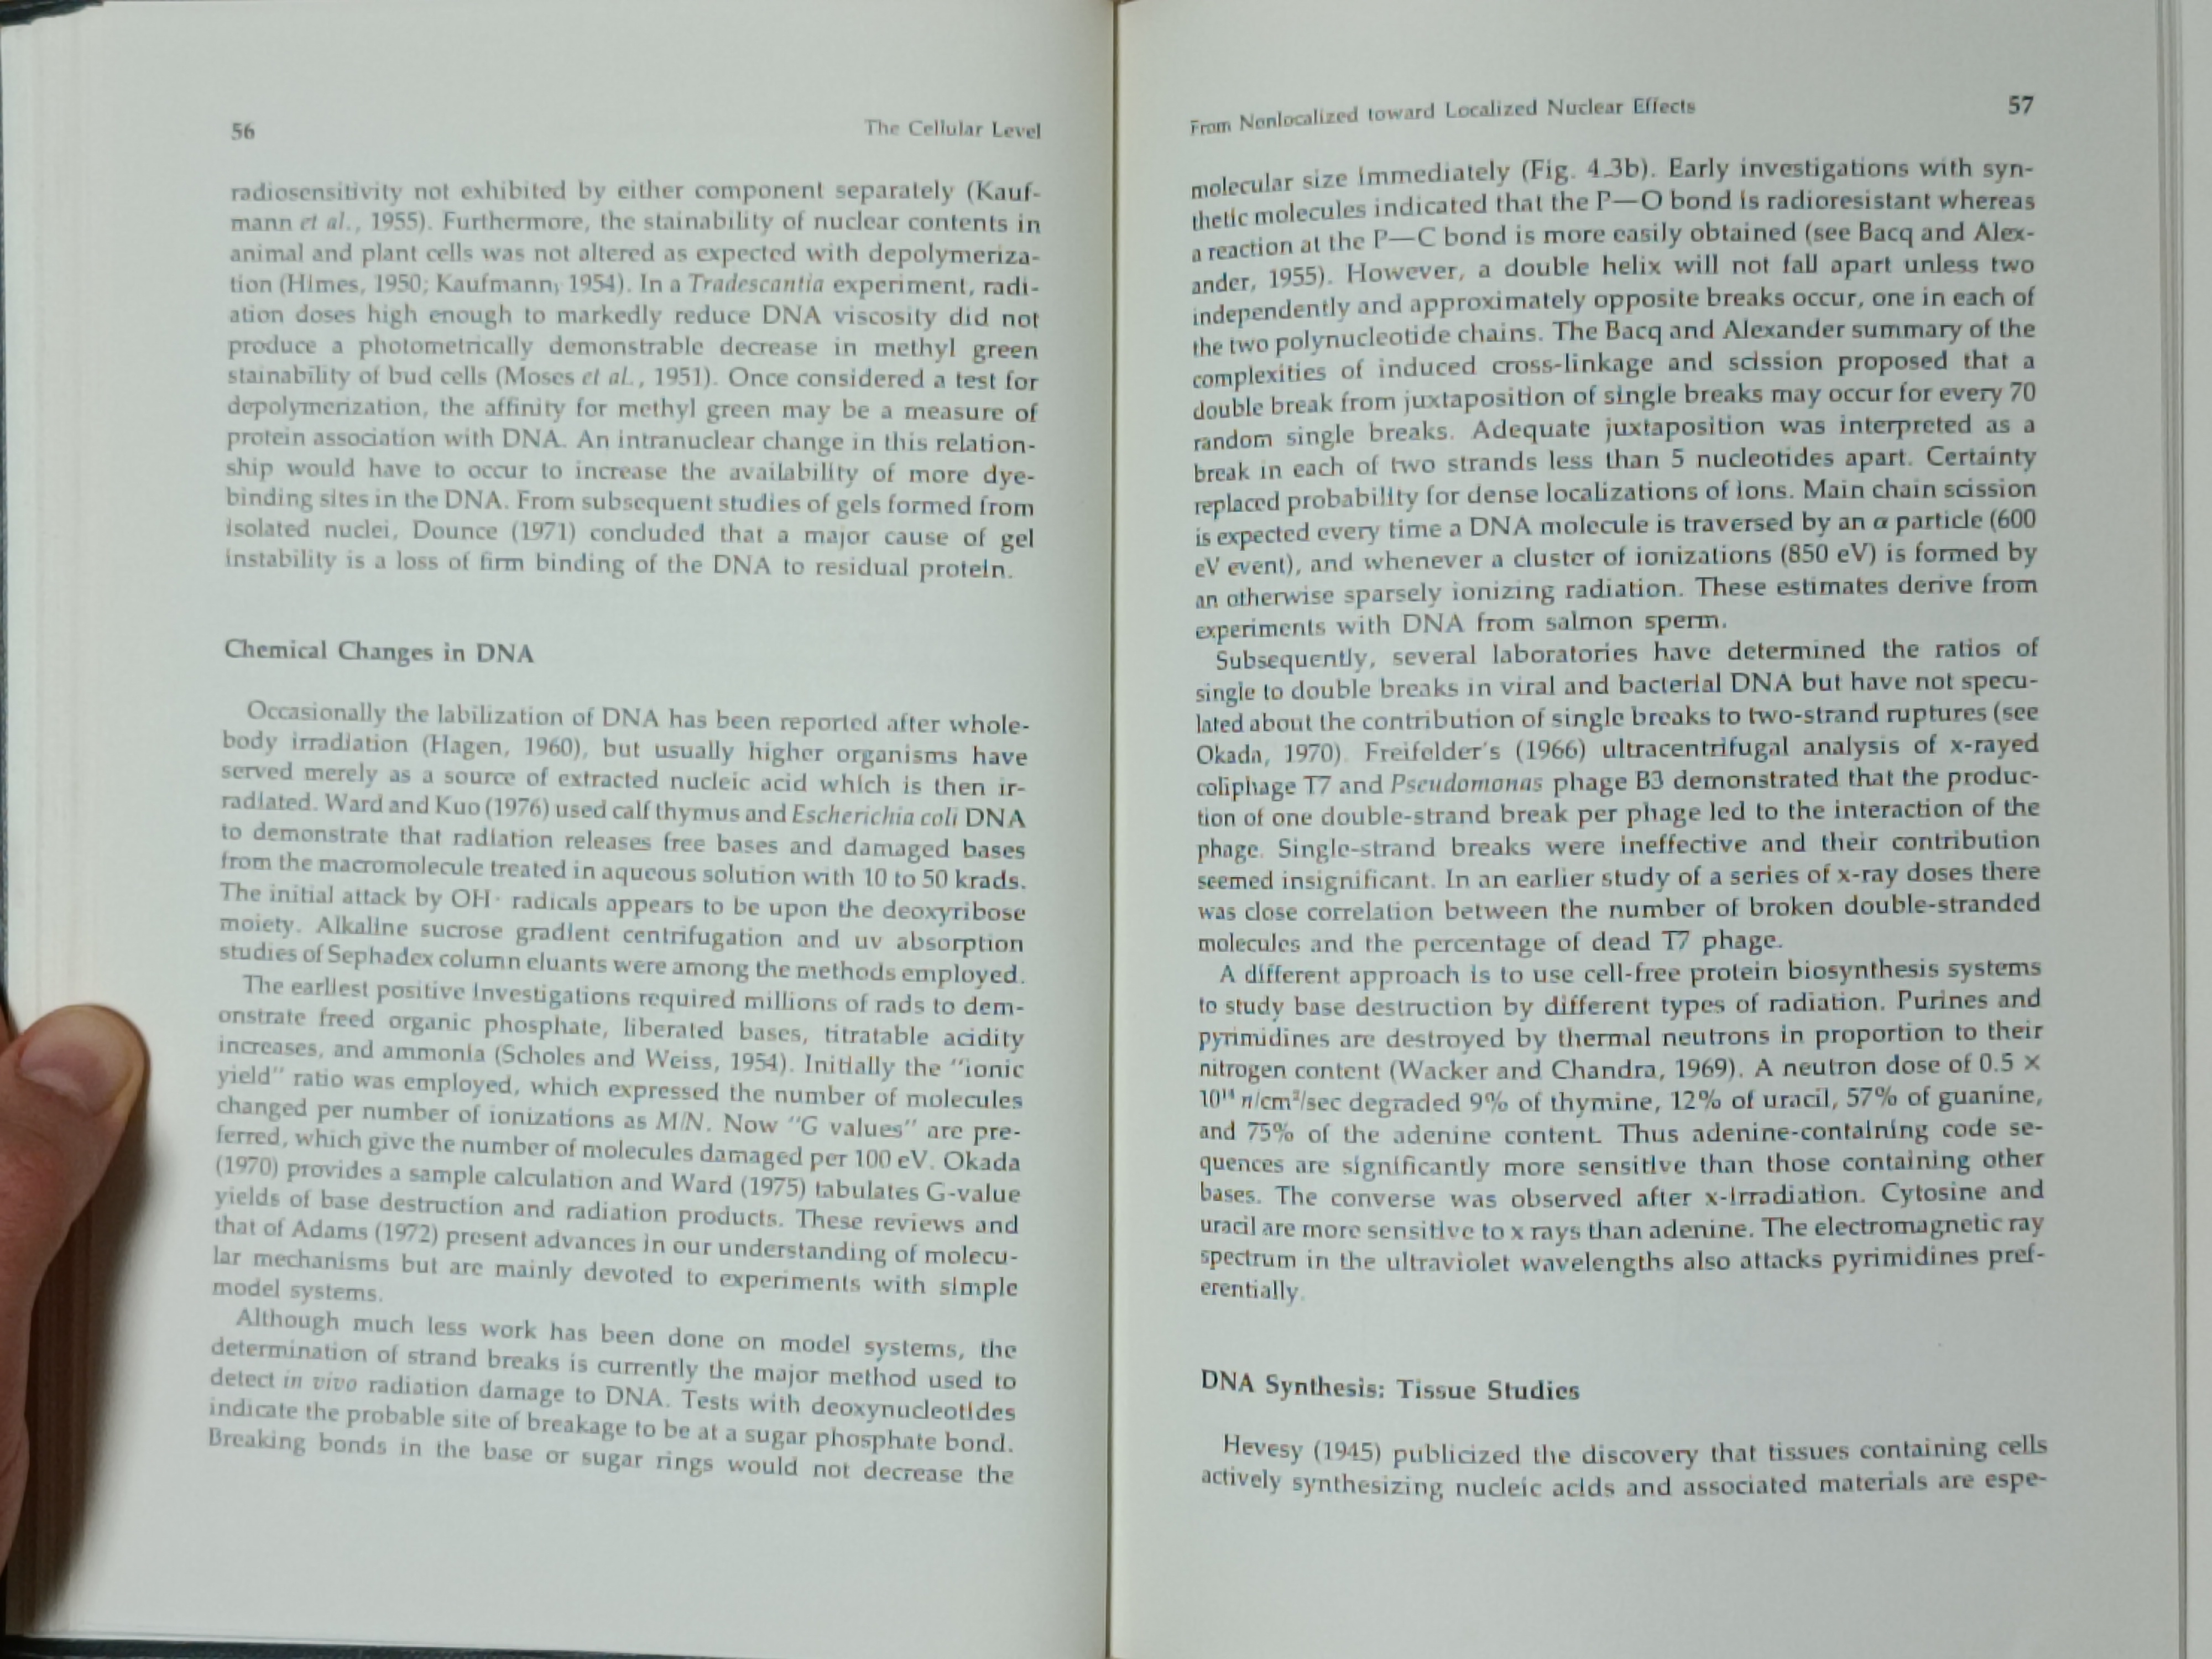 56
The Cellular Level
radiosensitivity not exhibited by either component separately (Kauf-
mann et al., 1955). Furthermore, the stainability of nuclear contents in
animal and plant cells was not altered as expected with depolymeriza-
tion (Himes, 1950; Kaufmann, 1954). In a Tradescantia experiment, radi-
ation doses high enough to markedly reduce DNA viscosity did not
produce a photometrically demonstrable decrease in methyl green
stainability of bud cells (Moses et al., 1951). Once considered a test for
depolymerization, the affinity for methyl green may be a measure of
protein association with DNA. An intranuclear change in this relation-
ship would have to occur to increase the availability of more dye-
binding sites in the DNA. From subsequent studies of gels formed from
isolated nuclei, Dounce (1971) concluded that a major cause of gel
instability is a loss of firm binding of the DNA to residual protein.
Chemical Changes in DNA
Occasionally the labilization of DNA has been reported after whole-
body irradiation (Hagen, 1960), but usually higher organisms have
served merely as a source of extracted nucleic acid which is then ir-
radiated. Ward and Kuo (1976) used calf thymus and Escherichia coli DNA
to demonstrate that radiation releases free bases and damaged bases
from the macromolecule treated in aqueous solution with 10 to 50 krads.
The initial attack by OH· radicals appears to be upon the deoxyribose
moiety. Alkaline sucrose gradient centrifugation and uv absorption
studies of Sephadex column eluants were among the methods employed.
The earliest positive investigations required millions of rads to dem-
onstrate freed organic phosphate, liberated bases, titratable acidity
increases, and ammonia (Scholes and Weiss, 1954). Initially the "ionic
yield" ratio was employed, which expressed the number of molecules
changed per number of ionizations as M/N. Now "G values" are pre-
ferred, which give the number of molecules damaged per 100 eV. Okada
(1970) provides a sample calculation and Ward (1975) tabulates G-value
yields of base destruction and radiation products. These reviews and
that of Adams (1972) present advances in our understanding of molecu-
lar mechanisms but are mainly devoted to experiments with simple
model systems.
Although much less work has been done on model systems, the
determination of strand breaks is currently the major method used to
detect in vivo radiation damage to DNA. Tests with deoxynucleotides
indicate the probable site of breakage to be at a sugar phosphate bond.
Breaking bonds in the base or sugar rings would not decrease the
From Nonlocalized toward Localized Nuclear Effects
57
molecular size immediately (Fig. 4.3b). Early investigations with syn-
thetic molecules indicated that the P—O bond is radioresistant whereas
a reaction at the P—C bond is more easily obtained (see Bacq and Alex-
ander, 1955). However, a double helix will not fall apart unless two
independently and approximately opposite breaks occur, one in each of
the two polynucleotide chains. The Bacq and Alexander summary of the
complexities of induced cross-linkage and scission proposed that a
double break from juxtaposition of single breaks may occur for every 70
random single breaks. Adequate juxtaposition was interpreted as a
break in each of two strands less than 5 nucleotides apart. Certainty
replaced probability for dense localizations of ions. Main chain scission
is expected every time a DNA molecule is traversed by an α particle (600
eV event), and whenever a cluster of ionizations (850 eV) is formed by
an otherwise sparsely ionizing radiation. These estimates derive from
experiments with DNA from salmon sperm.
Subsequently, several laboratories have determined the ratios of
single to double breaks in viral and bacterial DNA but have not specu-
lated about the contribution of single breaks to two-strand ruptures (see
Okada, 1970). Freifelder's (1966) ultracentrifugal analysis of x-rayed
coliphage T7 and Pseudomonas phage B3 demonstrated that the produc-
tion of one double-strand break per phage led to the interaction of the
phage. Single-strand breaks were ineffective and their contribution
seemed insignificant. In an earlier study of a series of x-ray doses there
was close correlation between the number of broken double-stranded
molecules and the percentage of dead T7 phage.
A different approach is to use cell-free protein biosynthesis systems
to study base destruction by different types of radiation. Purines and
pyrimidines are destroyed by thermal neutrons in proportion to their
nitrogen content (Wacker and Chandra, 1969). A neutron dose of 0.5 ×
10¹⁴ n/cm²/sec degraded 9% of thymine, 12% of uracil, 57% of guanine,
and 75% of the adenine content. Thus adenine-containing code se-
quences are significantly more sensitive than those containing other
bases. The converse was observed after x-irradiation. Cytosine and
uracil are more sensitive to x rays than adenine. The electromagnetic ray
spectrum in the ultraviolet wavelengths also attacks pyrimidines pref-
erentially.
DNA Synthesis: Tissue Studies
Hevesy (1945) publicized the discovery that tissues containing cells
actively synthesizing nucleic acids and associated materials are espe-